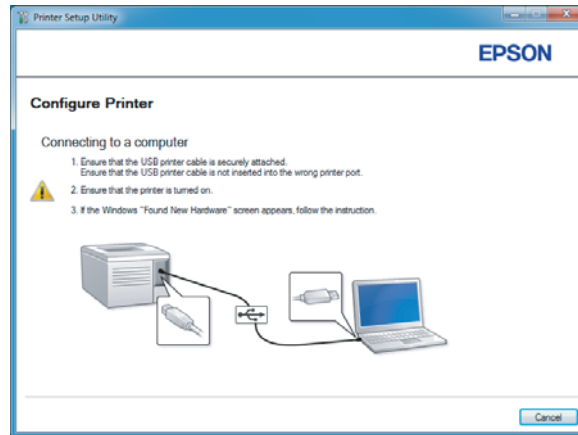 Printer Setup Utility
EPSON
Configure Printer
Connecting to a computer
1. Ensure that the USB printer cable is securely attached.
Ensure that the USB printer cable is not inserted into the wrong printer port.
2. Ensure that the printer is turned on.
3. If the Windows "Found New Hardware" screen appears, follow the instruction.
Cancel